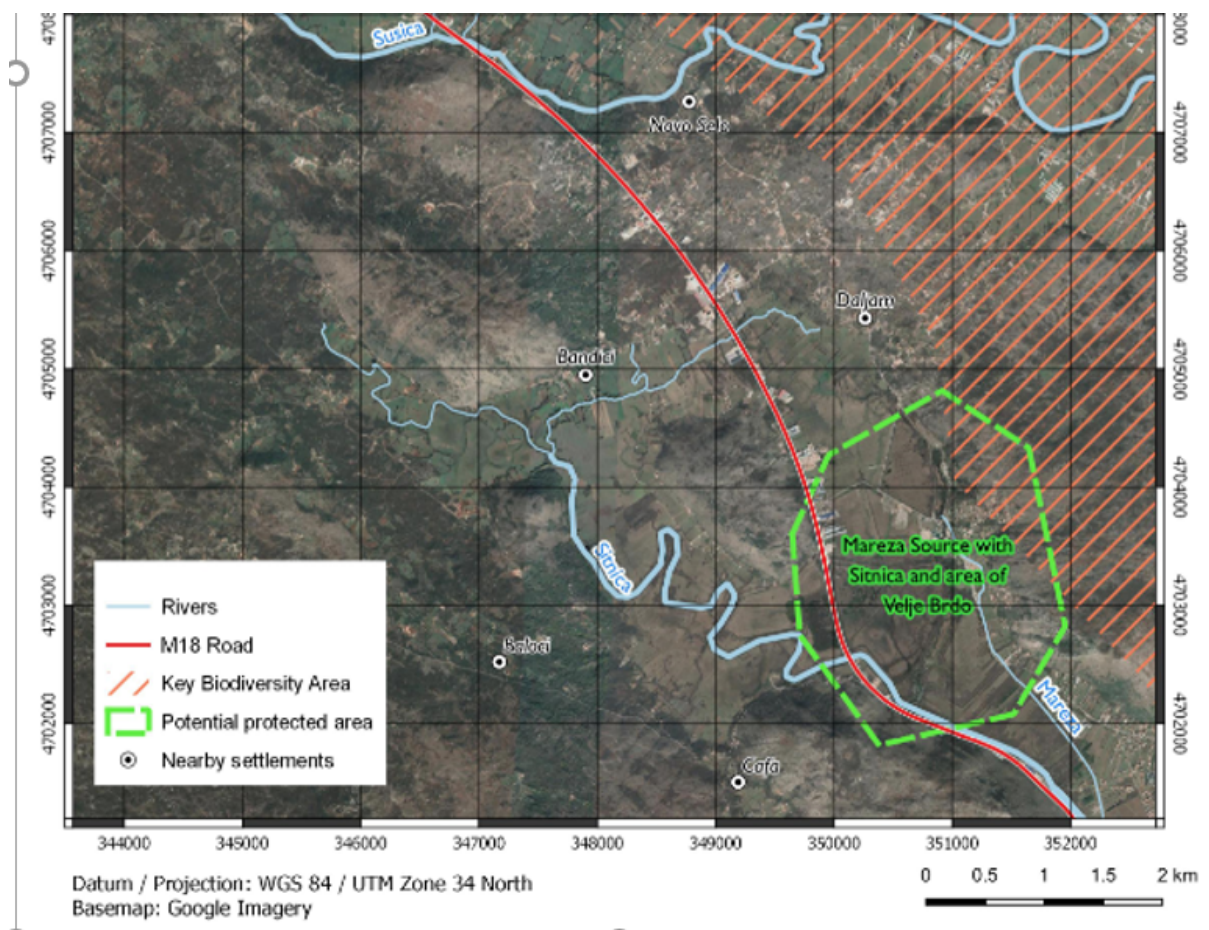 Susica
Novo Selo
Daljam
Bandici
Sitnica
Mareza Source with
Sitnica and area of
Velje Brdo
Balaci
Mareza
Cafa
Rivers
M18 Road
Key Biodiversity Area
Potential protected area
Nearby settlements
4707000
4706000
4705000
4704000
4703000
4702000
4707000
4706000
4705000
4704000
4703000
4702000
344000 345000 346000 347000 348000 349000 350000 351000 352000
Datum / Projection: WGS 84 / UTM Zone 34 North
Basemap: Google Imagery
0 0.5 1 1.5 2 km